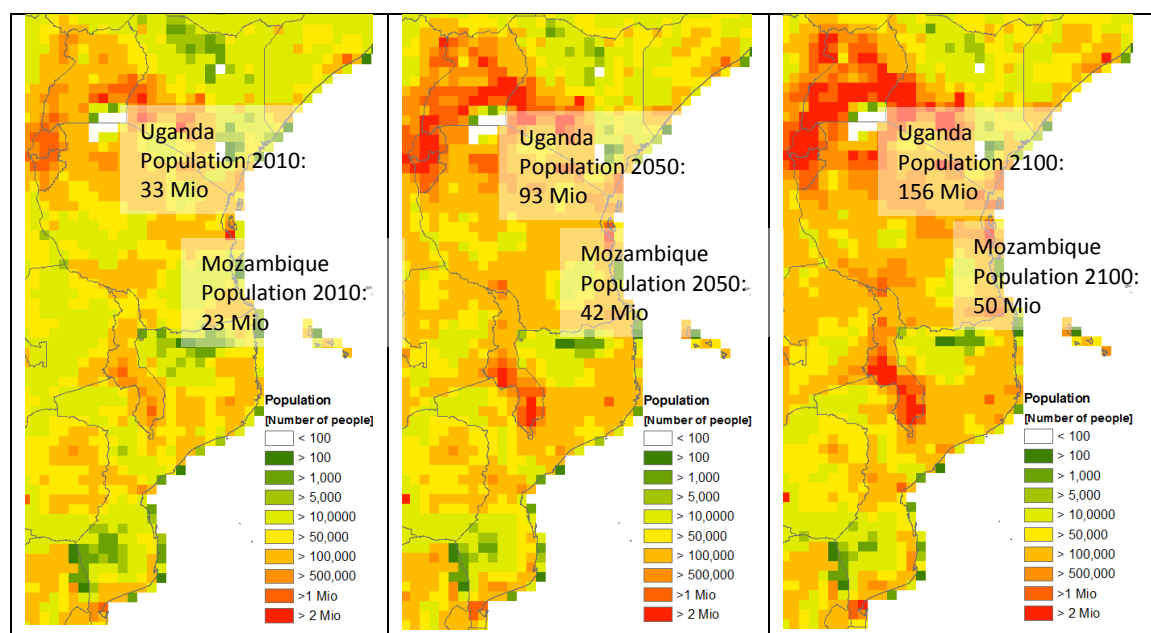 Uganda
Population 2010:
33 Mio
Mozambique
Population 2010:
23 Mio
Population
[Number of people]
< 100
> 100
> 1,000
> 5,000
> 10,0000
> 50,000
> 100,000
> 500,000
>1 Mio
> 2 Mio
Uganda
Population 2050:
93 Mio
Mozambique
Population 2050:
42 Mio
Population
[Number of people]
< 100
> 100
> 1,000
> 5,000
> 10,0000
> 50,000
> 100,000
> 500,000
>1 Mio
> 2 Mio
Uganda
Population 2100:
156 Mio
Mozambique
Population 2100:
50 Mio
Population
[Number of people]
< 100
> 100
> 1,000
> 5,000
> 10,0000
> 50,000
> 100,000
> 500,000
>1 Mio
> 2 Mio